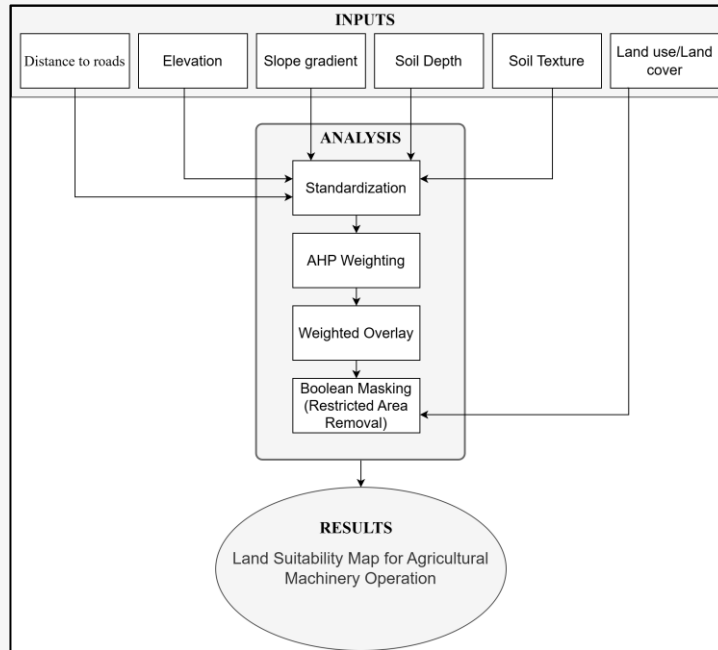 INPUTS
Distance to roads
Elevation
Slope gradient
Soil Depth
Soil Texture
Land use/Land
cover
ANALYSIS
Standardization
AHP Weighting
Weighted Overlay
Boolean Masking
(Restricted Area
Removal)
RESULTS
Land Suitability Map for Agricultural
Machinery Operation